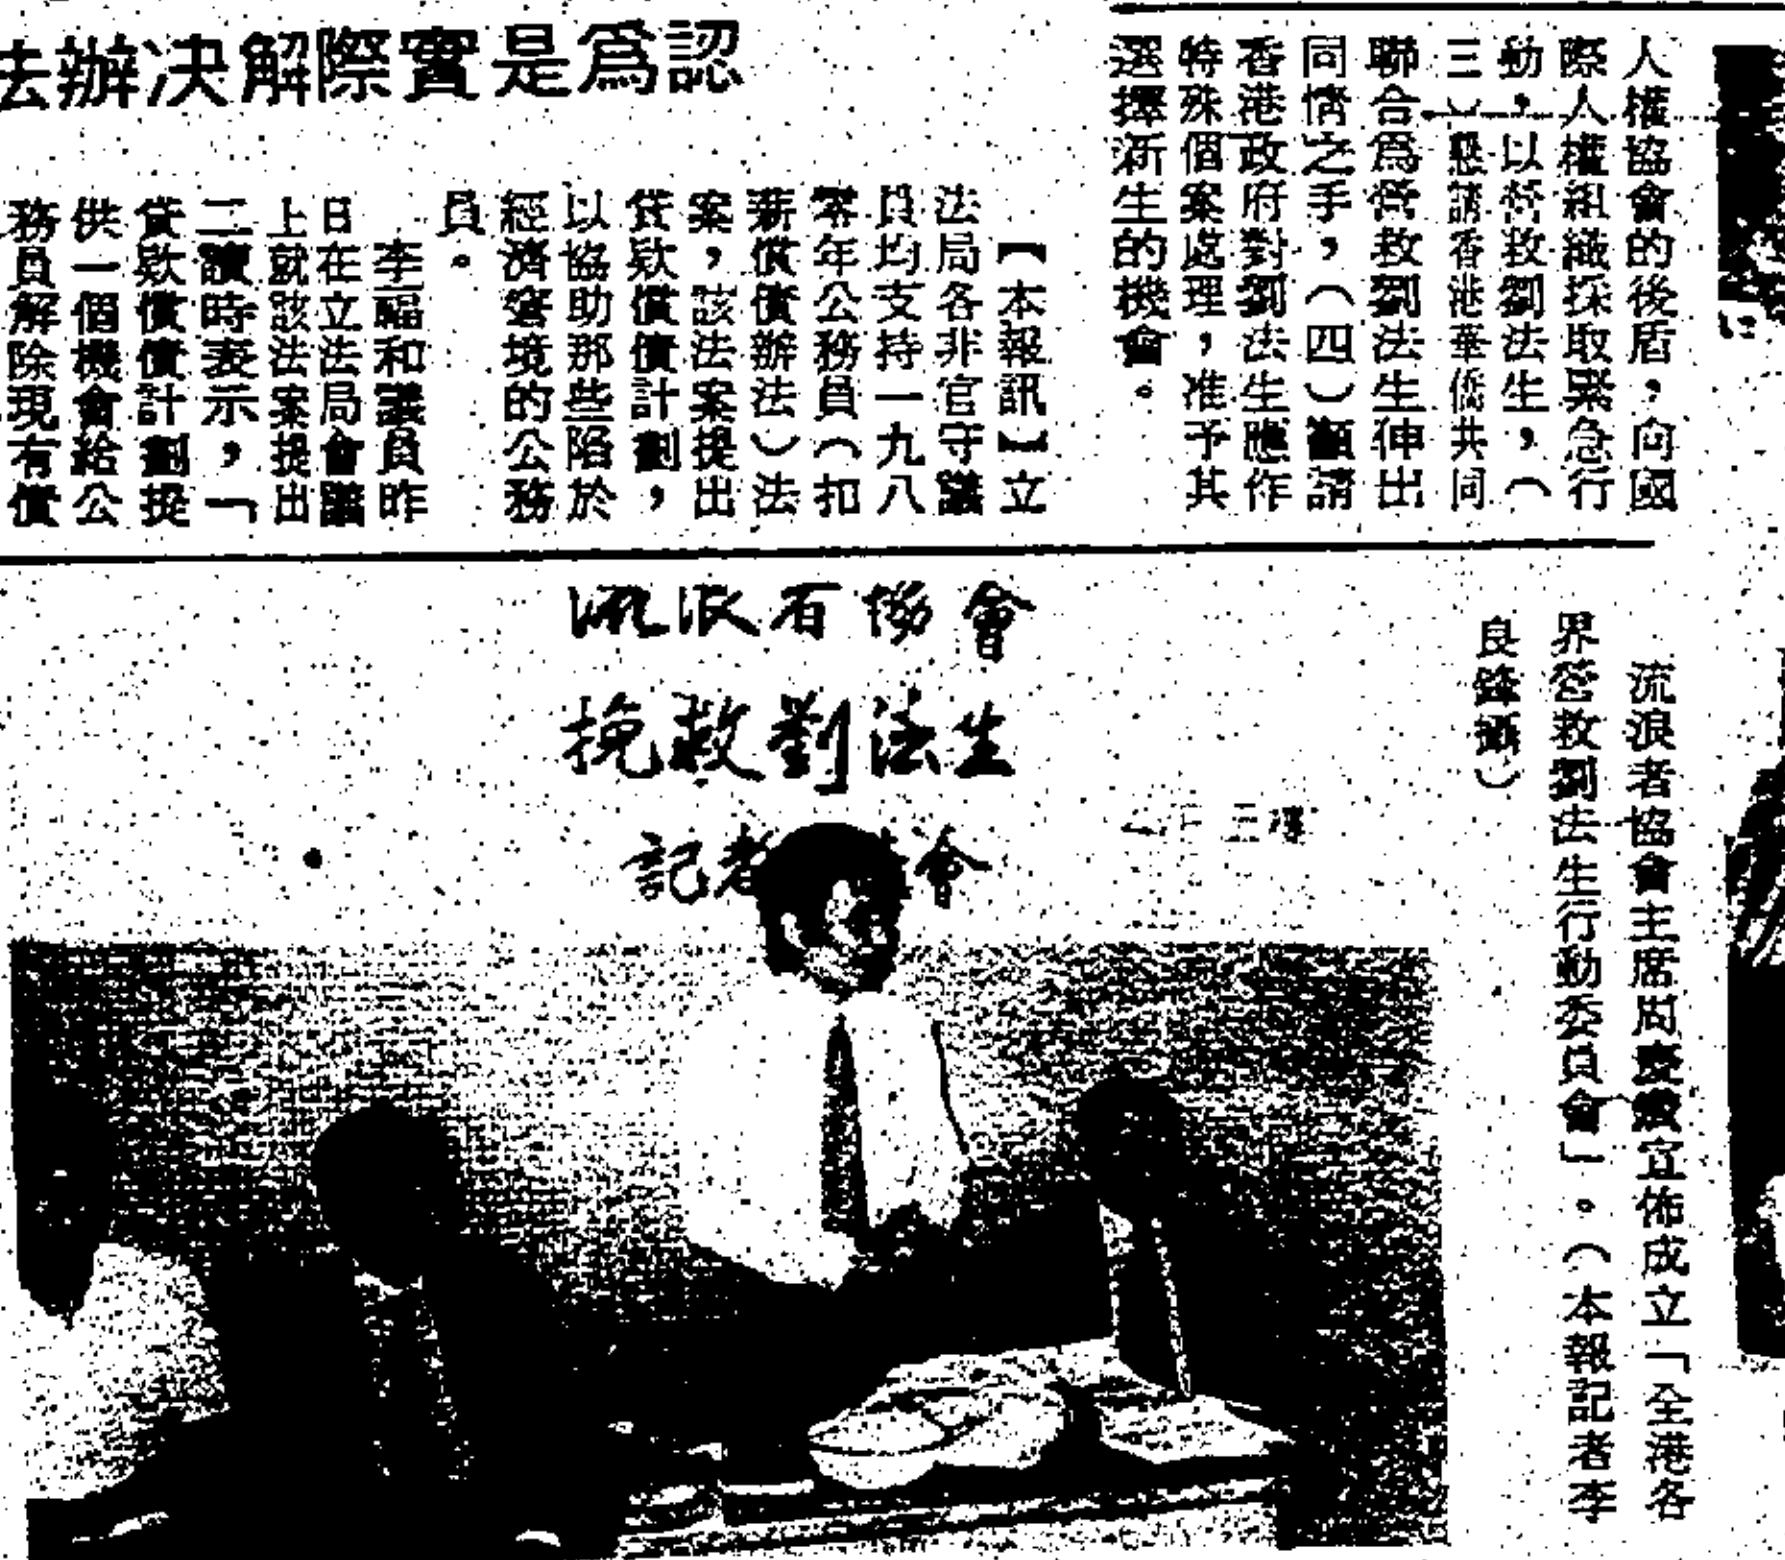 人權協會的後盾，向國
際人權組織採取緊急行
動，以營救劉法生，（
三）懇請香港華僑共同
聯合爲營救劉法生伸出
同情之手，（四）籲請
香港政府對劉法生應作
特殊個案處理，准予其
選擇新生的機會。
認爲是實際解决辦法
【本報訊】立
法局各非官守議
員均支持一九八
零年公務員（扣
薪償債辦法）法
案，該法案提出
貸欵償債計劃，
以協助那些陷於
經濟窘境的公務
員。
李福和議員昨
日在立法局會議
上就該法案提出
二讀時表示，「
貸欵償債計劃提
供一個機會給公
務員解除現有債
流浪者協會
挽救劉法生
記者 會
流浪者協會主席周慶讚宣佈成立「全港各
界營救劉法生行動委員會」。（本報記者李
良鋒攝）